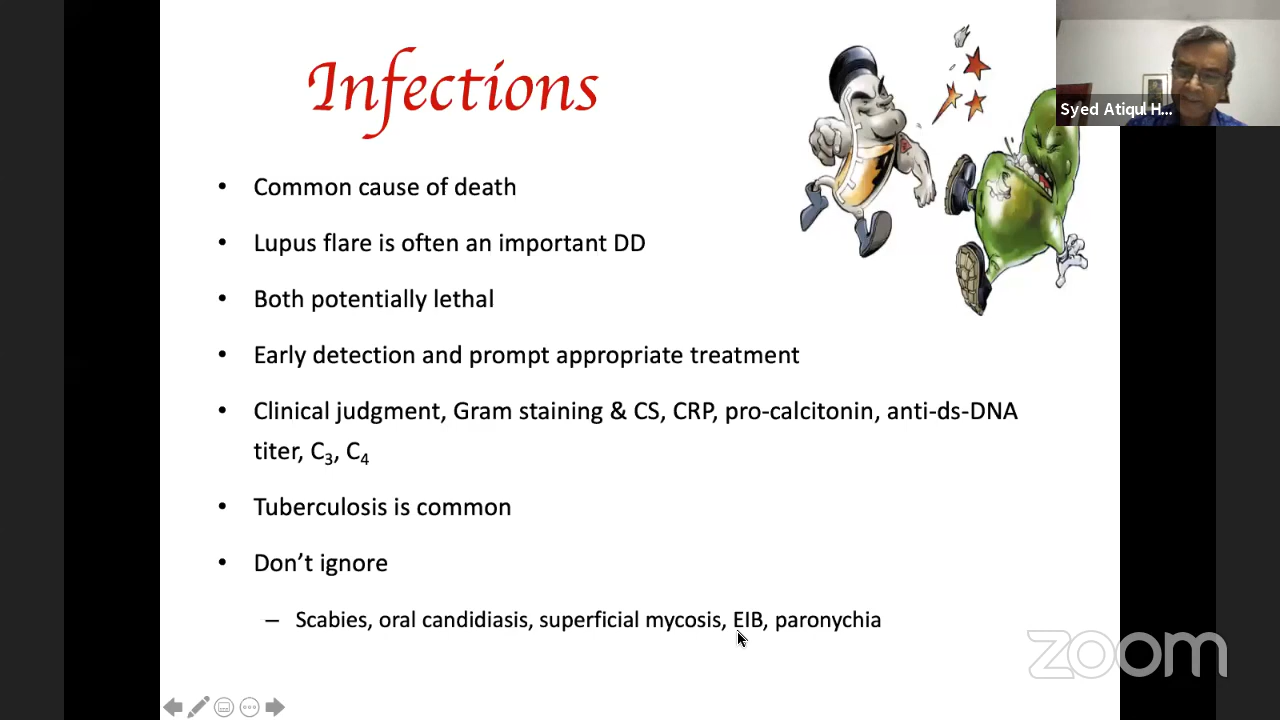 Infections
Syed Atiqul H...
• Common cause of death
• Lupus flare is often an important DD
• Both potentially lethal
• Early detection and prompt appropriate treatment
• Clinical judgment, Gram staining & CS, CRP, pro-calcitonin, anti-ds-DNA
titer, C₃, C₄
• Tuberculosis is common
• Don’t ignore
– Scabies, oral candidiasis, superficial mycosis, EIB, paronychia
zoom